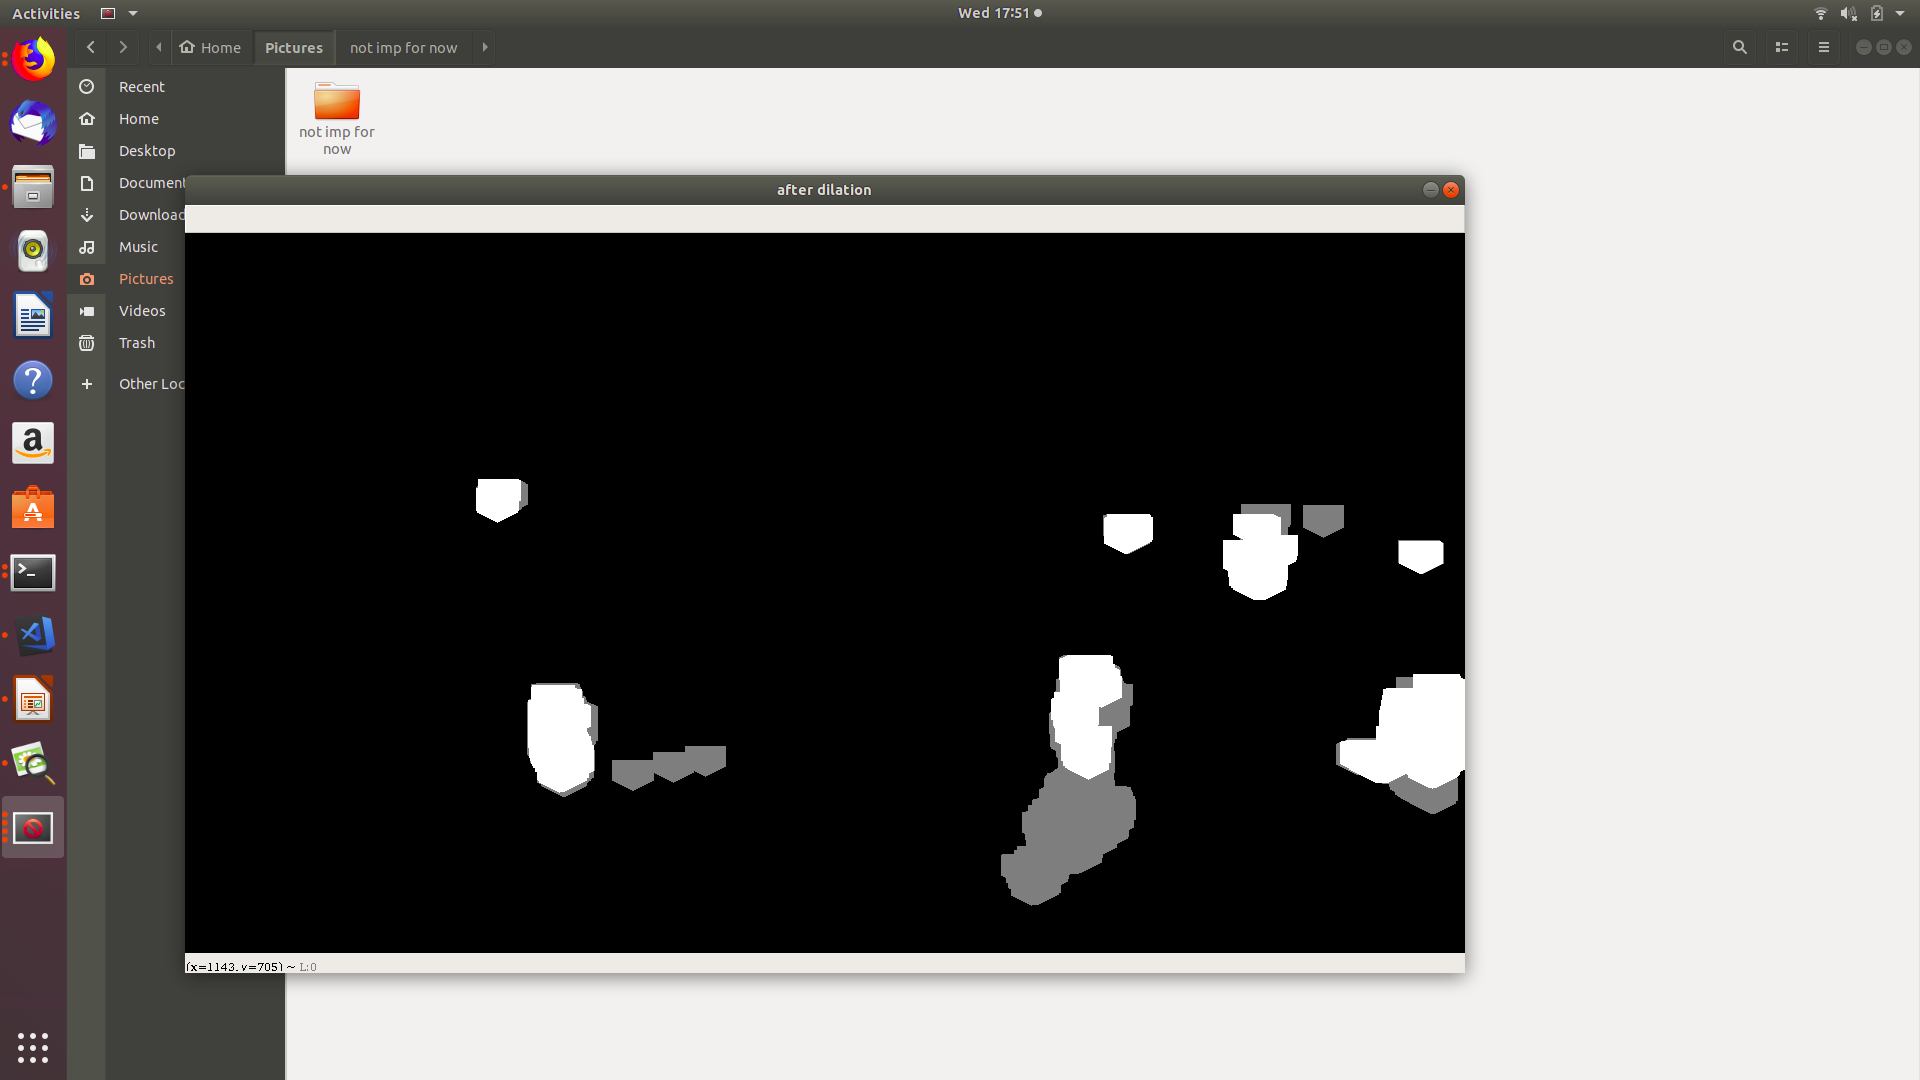 Activities
Wed 17:51
Home
Pictures
not imp for now
Recent
Home
Desktop
Document
Download
Music
Pictures
Videos
Trash
Other Loc
not imp for
now
after dilation
(x=1143, y=705) ~ L:0